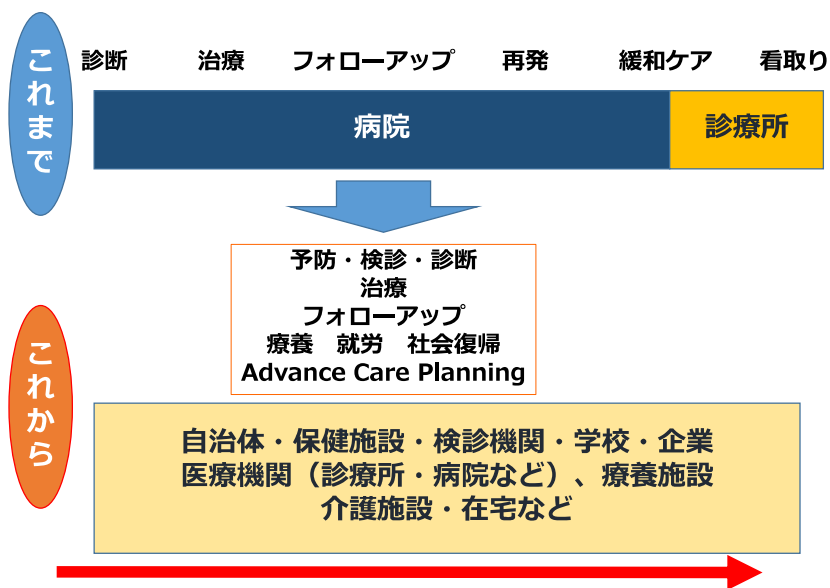 これまで
診断 治療 フォローアップ 再発 緩和ケア 看取り
病院 診療所
予防・検診・診断
治療
フォローアップ
療養 就労 社会復帰
Advance Care Planning
これから
自治体・保健施設・検診機関・学校・企業
医療機関（診療所・病院など）、療養施設
介護施設・在宅など